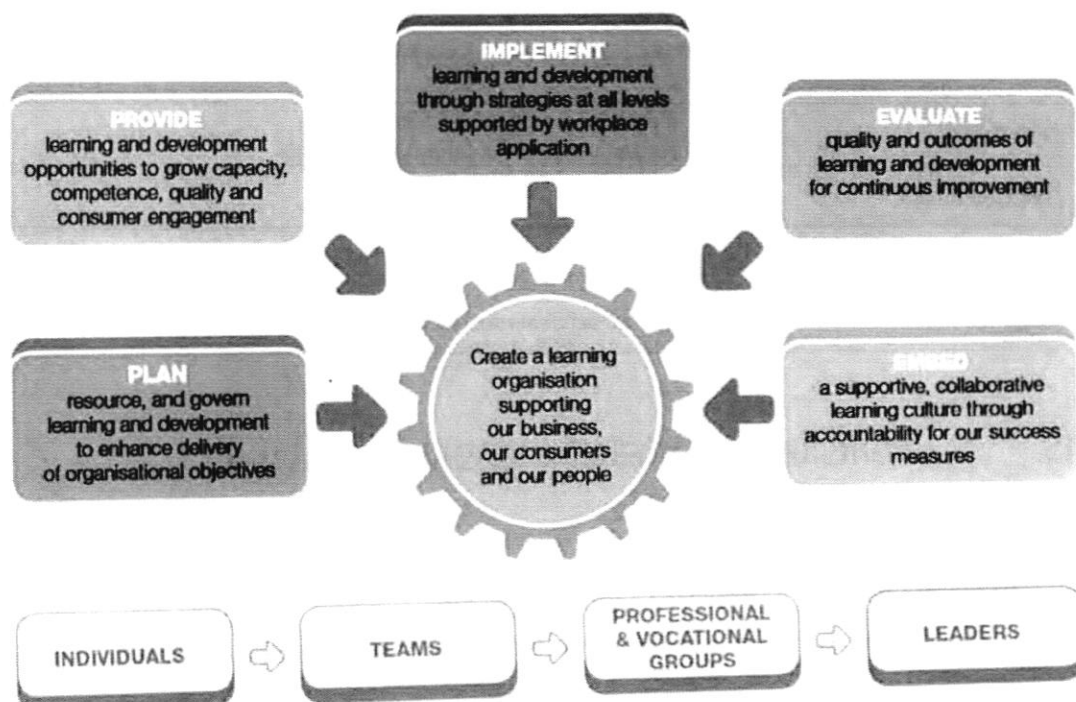 IMPLEMENT
learning and development
through strategies at all levels
supported by workplace
application
PROVIDE
learning and development
opportunities to grow capacity,
competence, quality and
consumer engagement
EVALUATE
quality and outcomes of
learning and development
for continuous improvement
PLAN
resource, and govern
learning and development
to enhance delivery
of organisational objectives
Create a learning
organisation
supporting
our business,
our consumers
and our people
EMBED
a supportive, collaborative
learning culture through
accountability for our success
measures
INDIVIDUALS
TEAMS
PROFESSIONAL
& VOCATIONAL
GROUPS
LEADERS